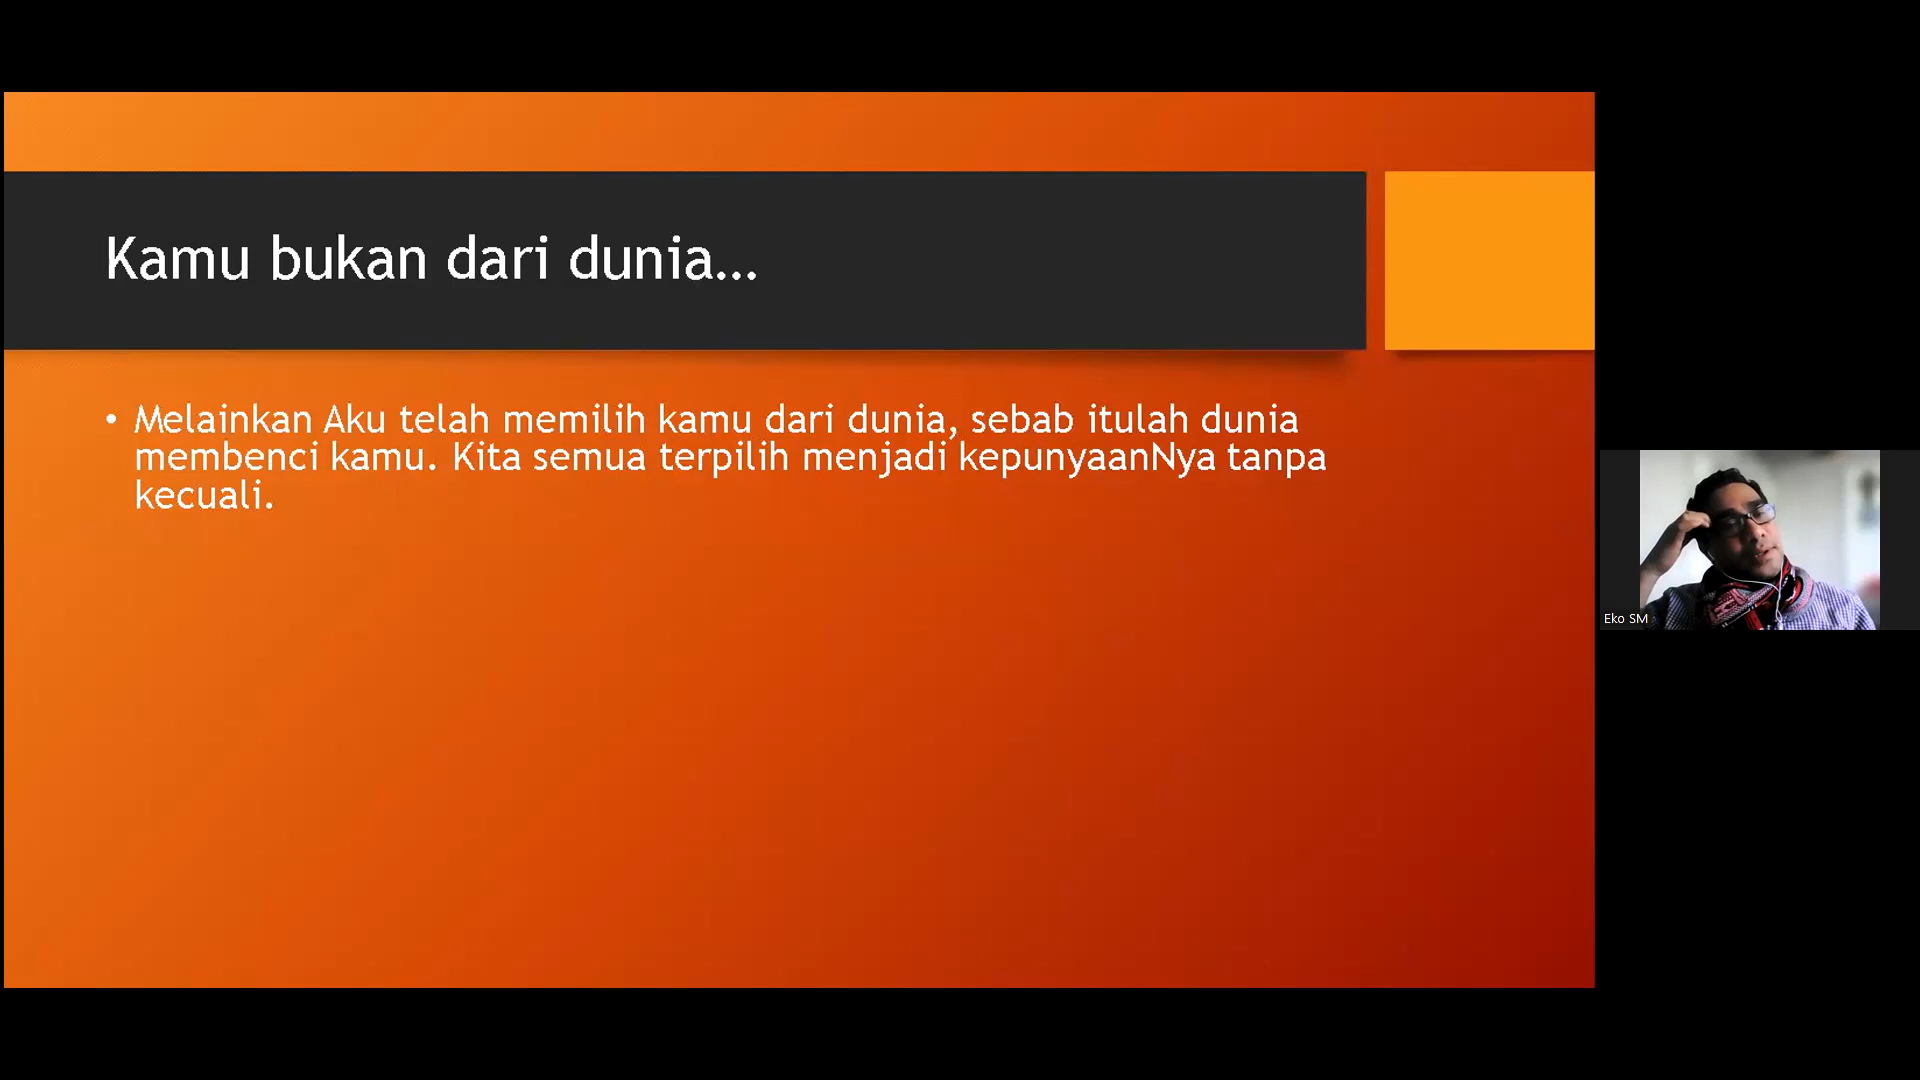 Kamu bukan dari dunia…
• Melainkan Aku telah memilih kamu dari dunia, sebab itulah dunia
membenci kamu. Kita semua terpilih menjadi kepunyaanNya tanpa
kecuali.
Eko SM